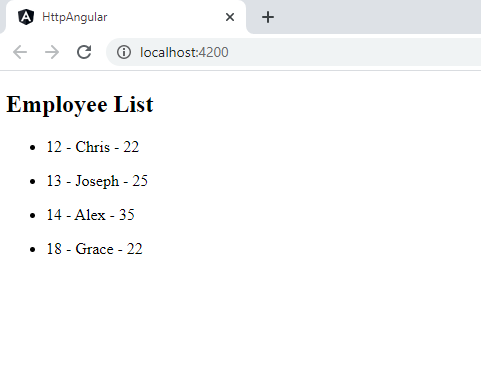 HttpAngular
localhost:4200
Employee List
12 - Chris - 22
13 - Joseph - 25
14 - Alex - 35
18 - Grace - 22